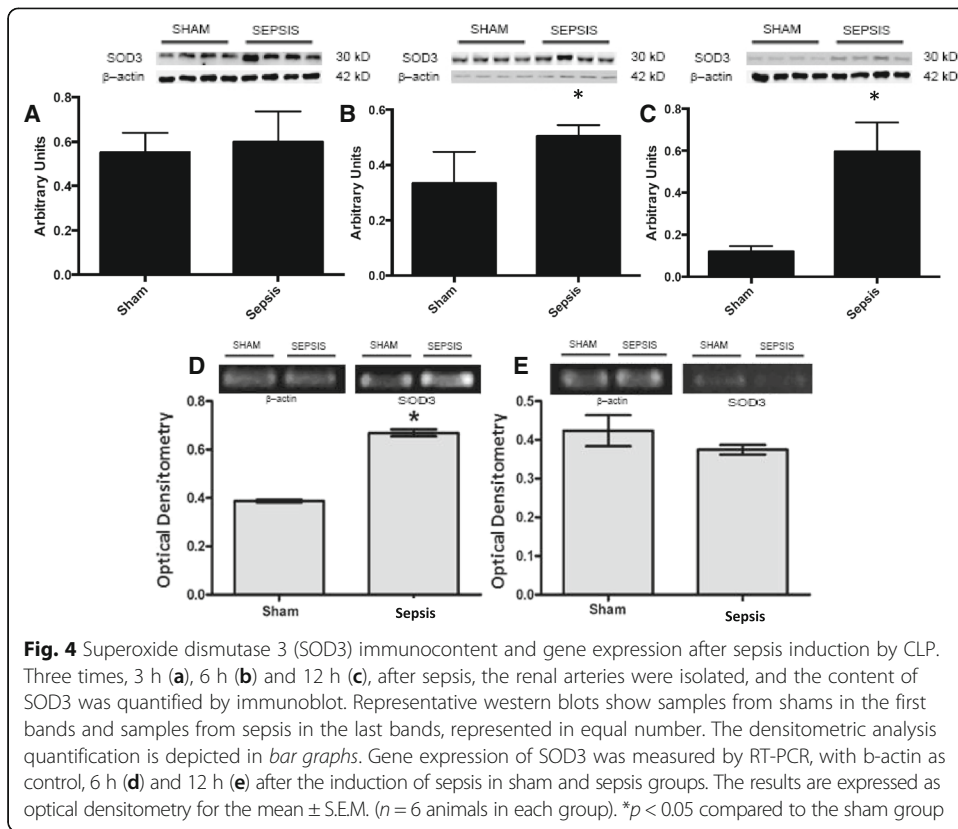 SHAM SEPSIS SHAM SEPSIS SHAM SEPSIS
SOD3 30 kD SOD3 30 kD SOD3 30 kD
β-actin 42 kD β-actin 42 kD β-actin 42 kD
A
Arbitrary Units
0.8
0.6
0.4
0.2
0.0
Sham
Sepsis
B
*
Arbitrary Units
0.6
0.4
0.2
0.0
Sham
Sepsis
C
*
Arbitrary Units
0.8
0.6
0.4
0.2
0.0
Sham
Sepsis
D
SHAM SEPSIS SHAM SEPSIS
β-actin SOD3
*
Optical Densitometry
0.8
0.6
0.4
0.2
0.0
Sham
Sepsis
E
SHAM SEPSIS SHAM SEPSIS
β-actin SOD3
Optical Densitometry
0.5
0.4
0.3
0.2
0.1
0.0
Sham
Sepsis
Fig. 4 Superoxide dismutase 3 (SOD3) immunocontent and gene expression after sepsis induction by CLP.
Three times, 3 h (a), 6 h (b) and 12 h (c), after sepsis, the renal arteries were isolated, and the content of
SOD3 was quantified by immunoblot. Representative western blots show samples from shams in the first
bands and samples from sepsis in the last bands, represented in equal number. The densitometric analysis
quantification is depicted in bar graphs. Gene expression of SOD3 was measured by RT-PCR, with b-actin as
control, 6 h (d) and 12 h (e) after the induction of sepsis in sham and sepsis groups. The results are expressed as
optical densitometry for the mean ± S.E.M. (n = 6 animals in each group). *p < 0.05 compared to the sham group